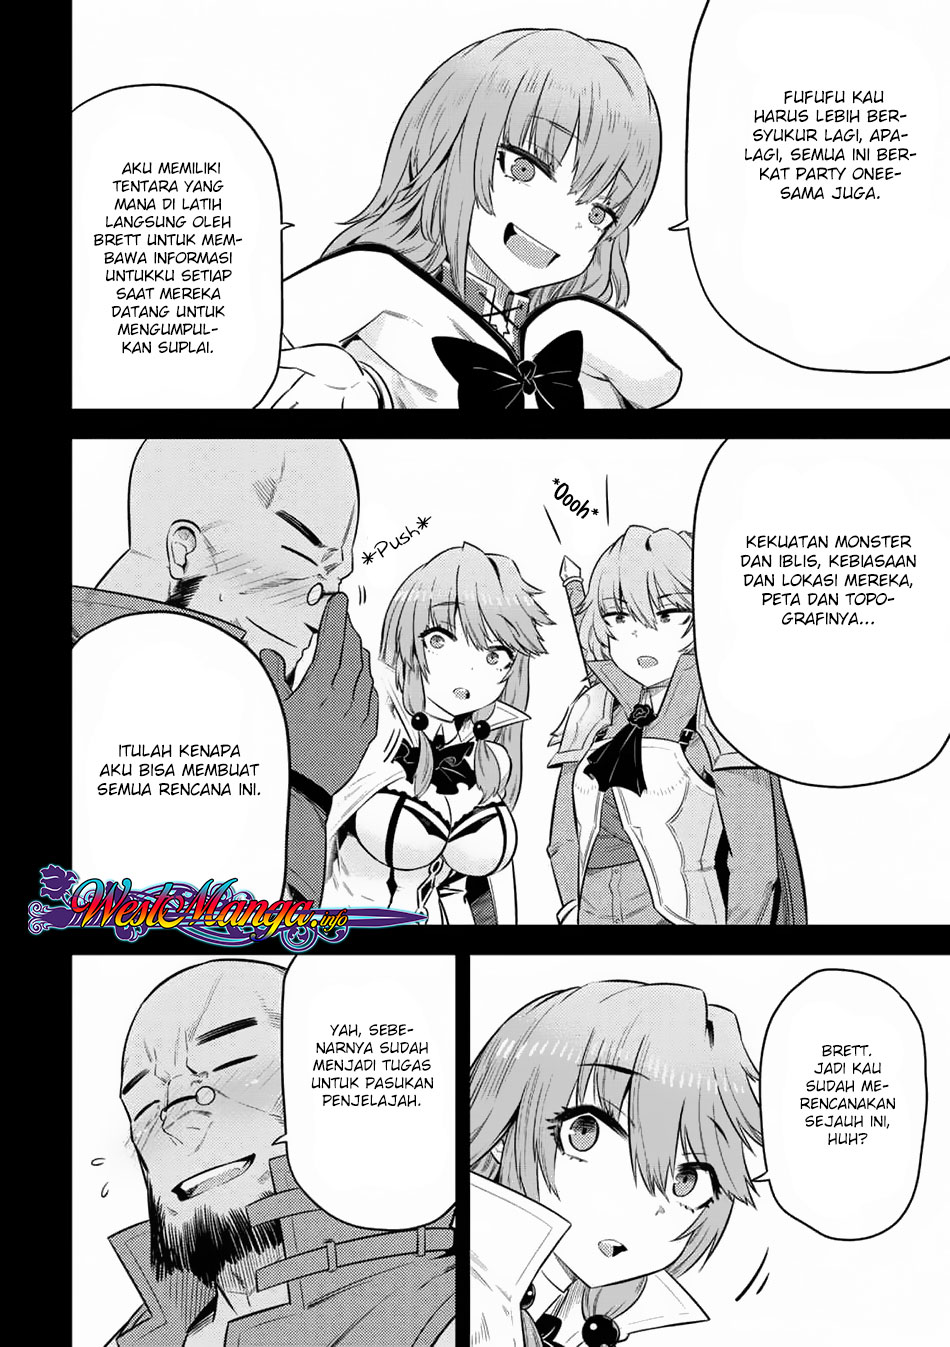 FUFUFU KAU
HARUS LEBIH BER-
SYUKUR LAGI, APA-
LAGI, SEMUA INI BER-
KAT PARTY ONEE-
SAMA JUGA.
AKU MEMILIKI
TENTARA YANG
MANA DI LATIH
LANGSUNG OLEH
BRETT UNTUK MEM-
BAWA INFORMASI
UNTUKKU SETIAP
SAAT MEREKA
DATANG UNTUK
MENGUMPUL-
KAN SUPLAI.
KEKUATAN MONSTER
DAN IBLIS, KEBIASAAN
DAN LOKASI MEREKA,
PETA DAN TOPO-
GRAFINYA...
*Oooh*
*Push*
ITULAH KENAPA
AKU BISA MEMBUAT
SEMUA RENCANA INI.
WestManga.info
BRETT.
JADI KAU
SUDAH ME-
RENCANAKAN
SEJAUH INI,
HUH?
YAH, SEBE-
NARNYA SUDAH
MENJADI TUGAS
UNTUK PASUKAN
PENJELAJAH.